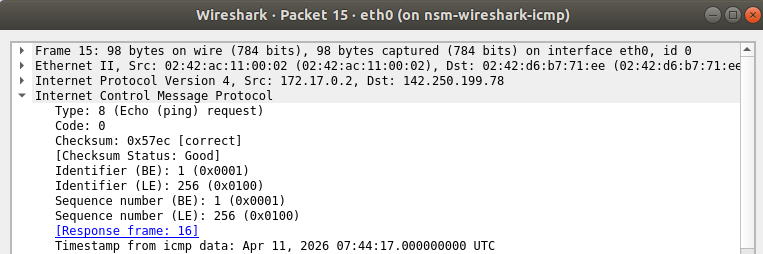 Wireshark · Packet 15 · eth0 (on nsm-wireshark-icmp)
Frame 15: 98 bytes on wire (784 bits), 98 bytes captured (784 bits) on interface eth0, id 0
Ethernet II, Src: 02:42:ac:11:00:02 (02:42:ac:11:00:02), Dst: 02:42:d6:b7:71:ee (02:42:d6:b7:71:ee
Internet Protocol Version 4, Src: 172.17.0.2, Dst: 142.250.199.78
Internet Control Message Protocol
Type: 8 (Echo (ping) request)
Code: 0
Checksum: 0x57ec [correct]
[Checksum Status: Good]
Identifier (BE): 1 (0x0001)
Identifier (LE): 256 (0x0100)
Sequence number (BE): 1 (0x0001)
Sequence number (LE): 256 (0x0100)
[Response frame: 16]
Timestamp from icmp data: Apr 11, 2026 07:44:17.000000000 UTC